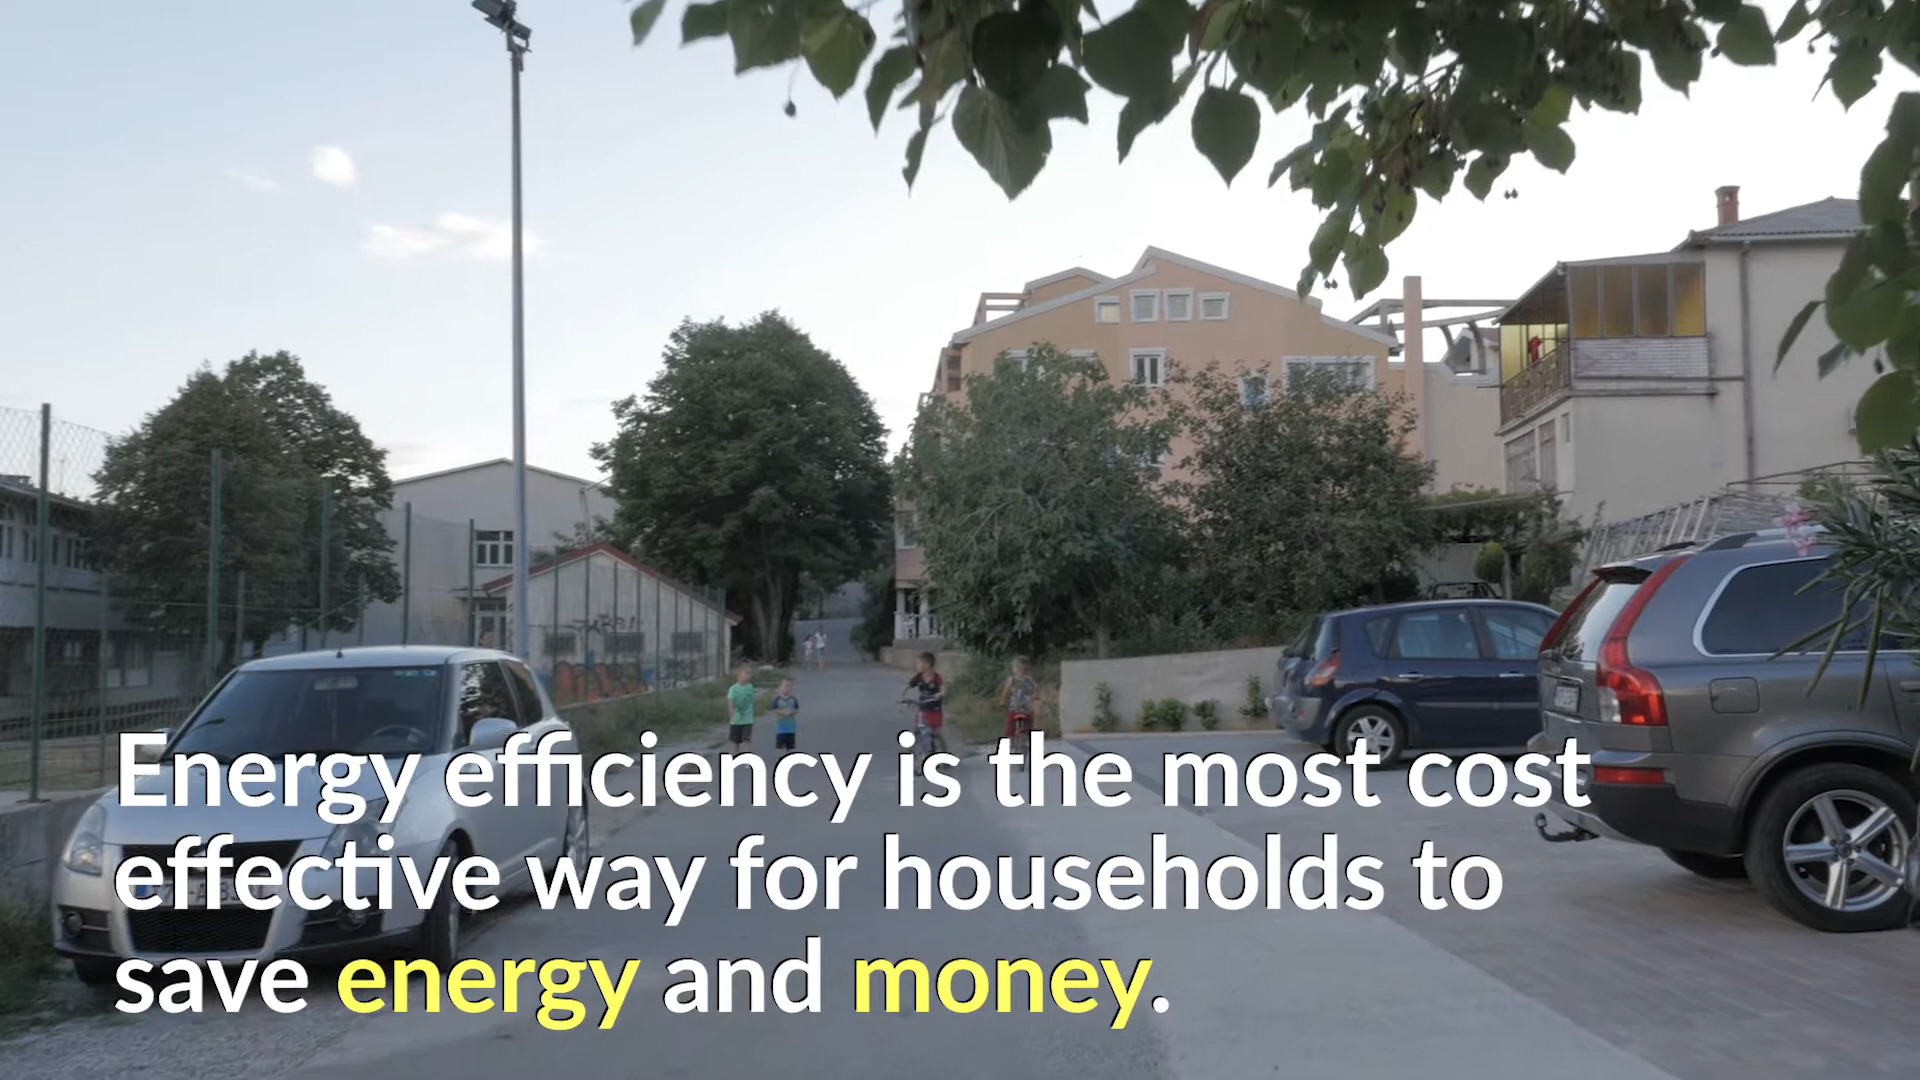 Energy efficiency is the most cost
effective way for households to
save energy and money.